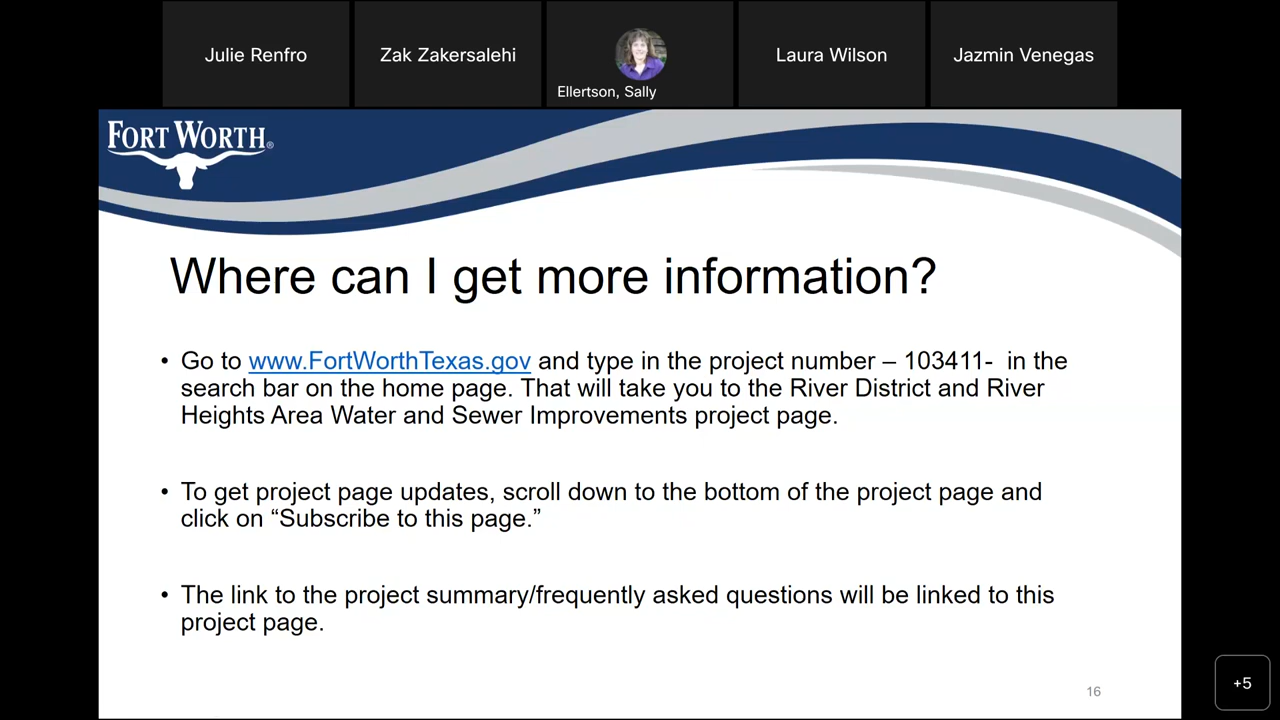 Julie Renfro
Zak Zakersalehi
Ellertson, Sally
Laura Wilson
Jazmin Venegas
FORT WORTH®
Where can I get more information?
• Go to www.FortWorthTexas.gov and type in the project number – 103411- in the
search bar on the home page. That will take you to the River District and River
Heights Area Water and Sewer Improvements project page.
• To get project page updates, scroll down to the bottom of the project page and
click on “Subscribe to this page.”
• The link to the project summary/frequently asked questions will be linked to this
project page.
16
+5